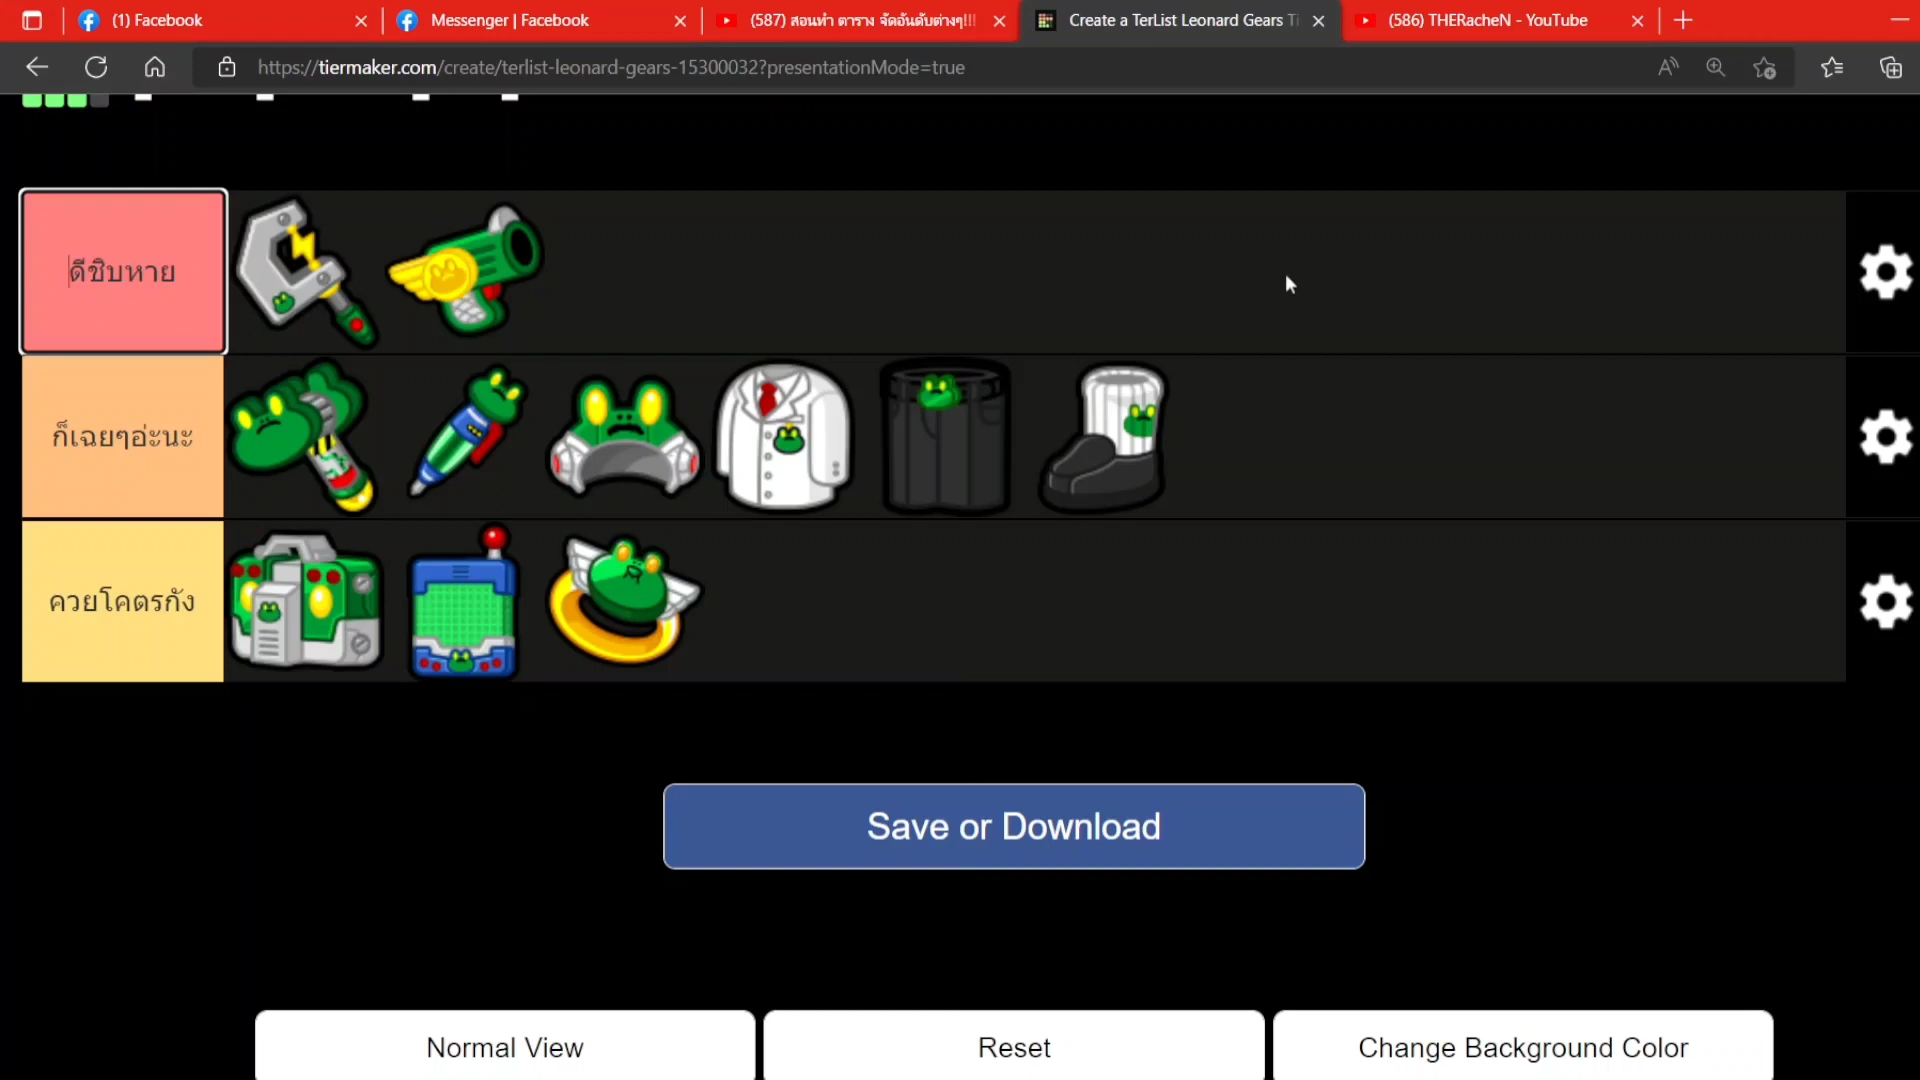 (1) Facebook
Messenger | Facebook
(587) สอนทำ ตาราง จัดอันดับต่างๆ!!!
Create a TerList Leonard Gears Ti
(586) THERacheN - YouTube
https://tiermaker.com/create/terlist-leonard-gears-15300032?presentationMode=true
ดีชิบหาย
ก็เฉยๆอ่ะนะ
ควยโคตรกัง
Save or Download
Normal View
Reset
Change Background Color